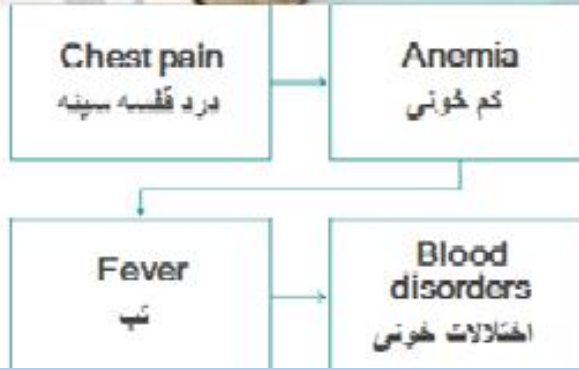 Chest pain
درد قفسه سینه
Anemia
کم خونی
Fever
تب
Blood
disorders
اختلالات خونی